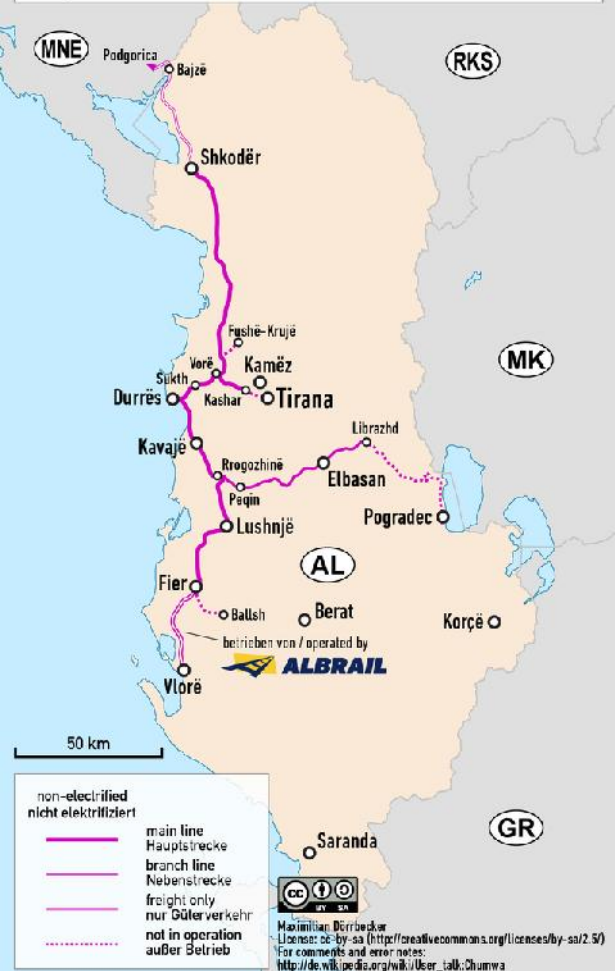 MNE
Podgorica
Bajzë
RKS
Shkodër
Fushë-Krujë
Vorë
Kamëz
MK
Sukth
Durrës
Kashar
Tirana
Librazhd
Kavajë
Rrogozhinë
Elbasan
Peqin
Pogradec
Lushnjë
AL
Fier
Ballsh
Berat
Korçë
betrieben von / operated by
ALBRAIL
Vlorë
50 km
non-electrified
nicht elektrifiziert
main line
Hauptstrecke
branch line
Nebenstrecke
freight only
nur Güterverkehr
not in operation
außer Betrieb
GR
Saranda
cc
BY SA
Maximilian Dörrbecker
License: cc-by-sa (http://creativecommons.org/licenses/by-sa/2.5/)
For comments and error notes:
http://de.wikipedia.org/wiki/User_talk:Chumwa